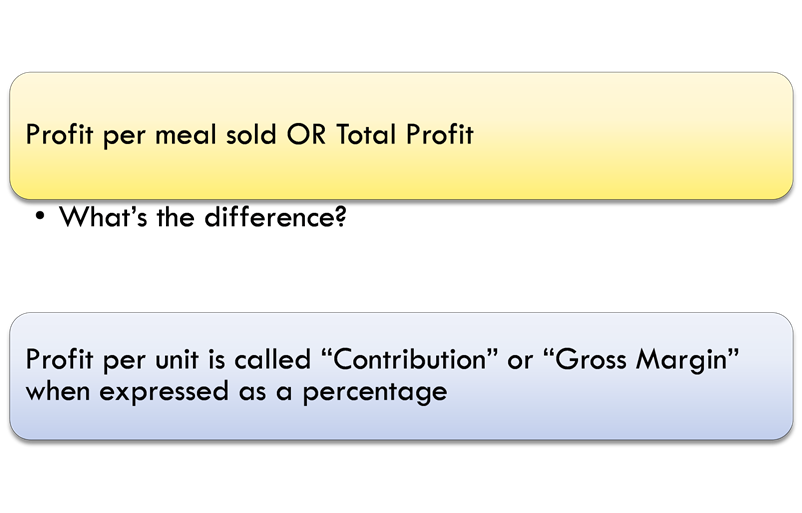 Profit per meal sold OR Total Profit
• What’s the difference?
Profit per unit is called “Contribution” or “Gross Margin”
when expressed as a percentage